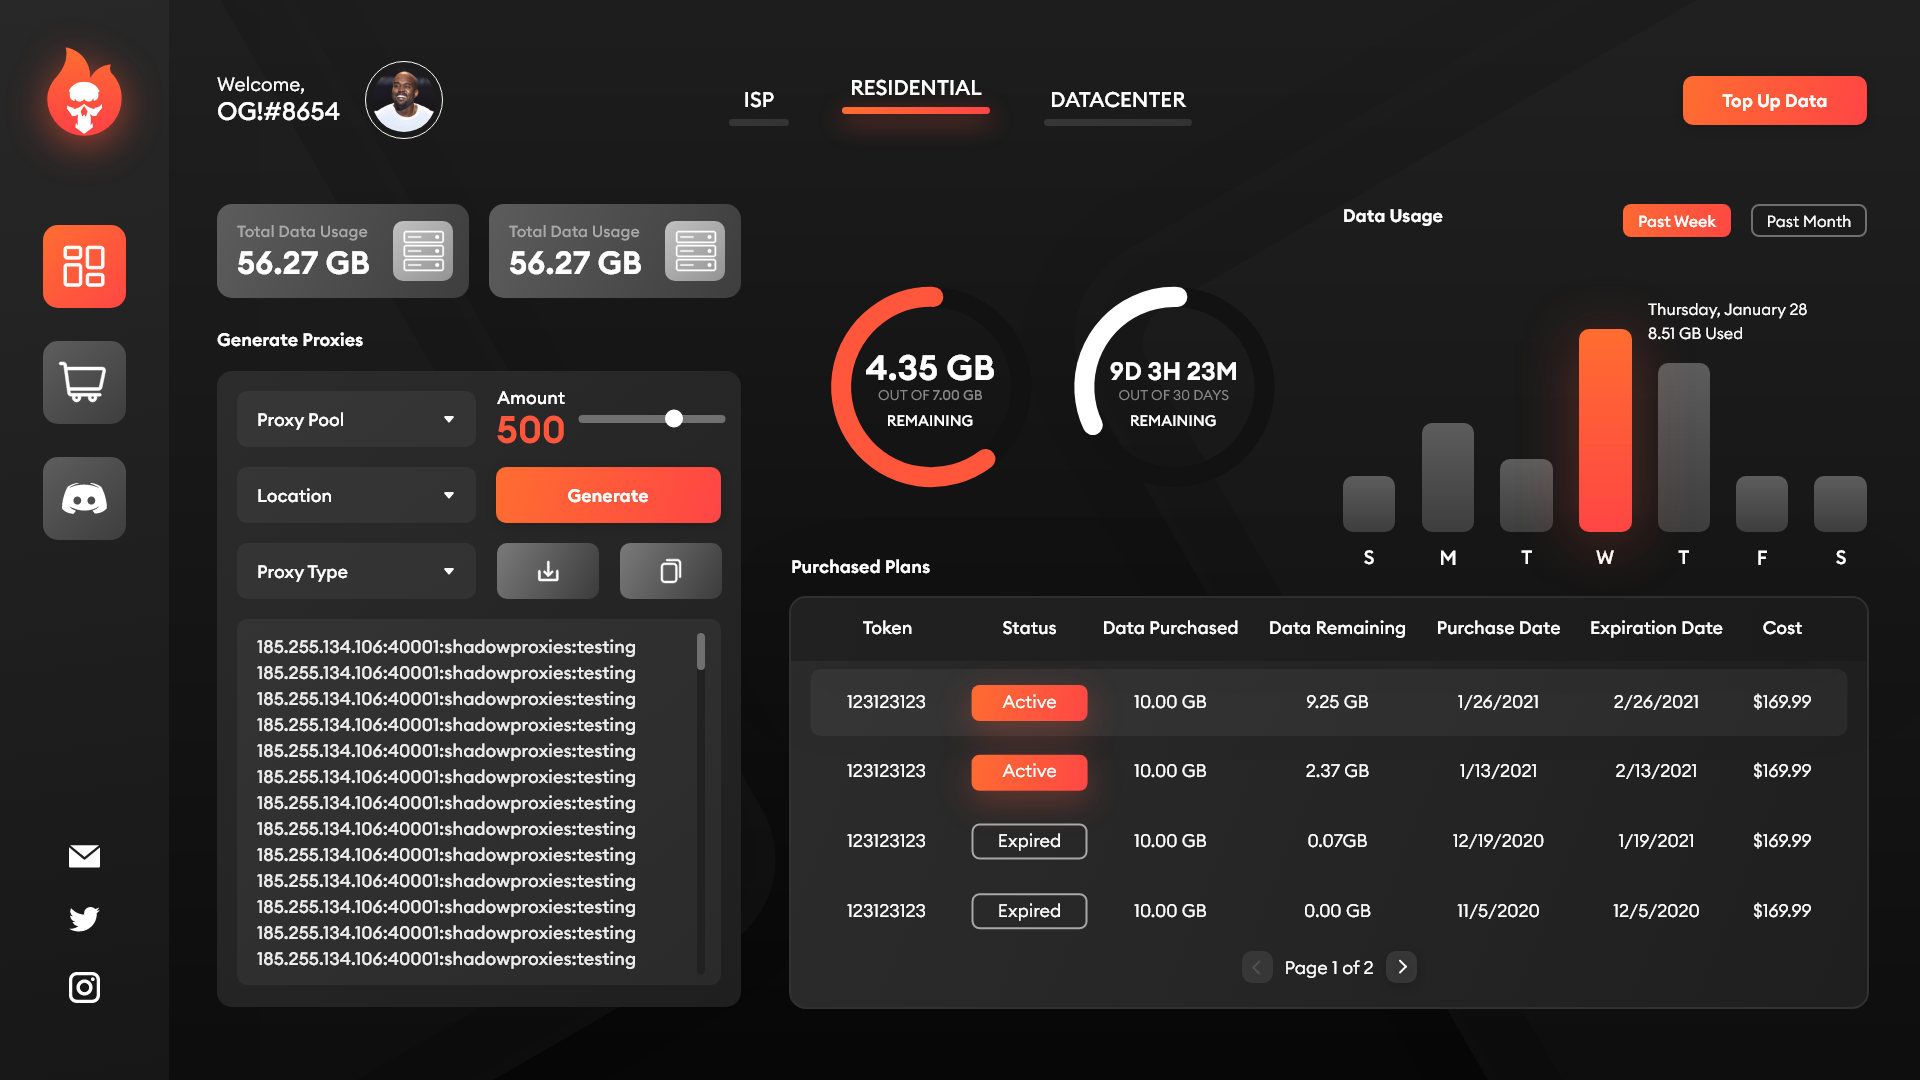 Welcome,
OG!#8654
ISP
RESIDENTIAL
DATACENTER
Top Up Data
Total Data Usage
56.27 GB
Total Data Usage
56.27 GB
Generate Proxies
Proxy Pool
Amount
500
Location
Generate
Proxy Type
185.255.134.106:40001:shadowproxies:testing
185.255.134.106:40001:shadowproxies:testing
185.255.134.106:40001:shadowproxies:testing
185.255.134.106:40001:shadowproxies:testing
185.255.134.106:40001:shadowproxies:testing
185.255.134.106:40001:shadowproxies:testing
185.255.134.106:40001:shadowproxies:testing
185.255.134.106:40001:shadowproxies:testing
185.255.134.106:40001:shadowproxies:testing
185.255.134.106:40001:shadowproxies:testing
185.255.134.106:40001:shadowproxies:testing
185.255.134.106:40001:shadowproxies:testing
185.255.134.106:40001:shadowproxies:testing
4.35 GB
OUT OF 7.00 GB
REMAINING
9D 3H 23M
OUT OF 30 DAYS
REMAINING
Data Usage
Past Week
Past Month
Thursday, January 28
8.51 GB Used
S M T W T F S
Purchased Plans
Token Status Data Purchased Data Remaining Purchase Date Expiration Date Cost
123123123 Active 10.00 GB 9.25 GB 1/26/2021 2/26/2021 $169.99
123123123 Active 10.00 GB 2.37 GB 1/13/2021 2/13/2021 $169.99
123123123 Expired 10.00 GB 0.07GB 12/19/2020 1/19/2021 $169.99
123123123 Expired 10.00 GB 0.00 GB 11/5/2020 12/5/2020 $169.99
Page 1 of 2